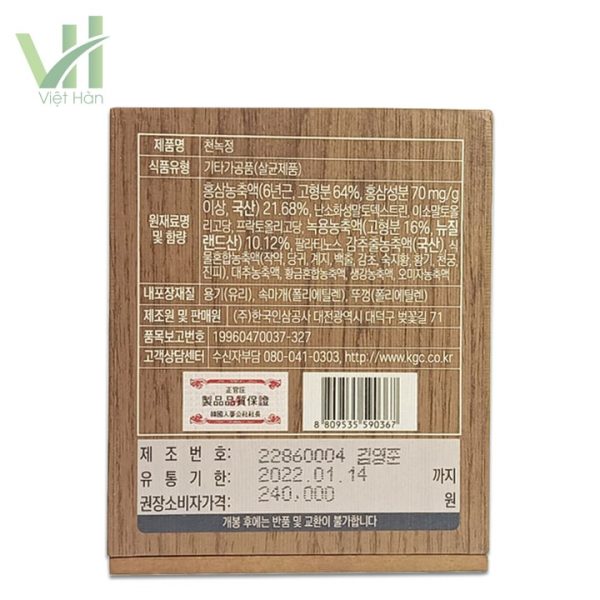 Việt Hàn
제품명 천녹정
식품유형 기타가공품(살균제품)
원재료명 및 함량
홍삼농축액(6년근, 고형분 64%, 홍삼성분 70 mg/g
이상, 국산) 21.68%, 난소화성말토덱스트린, 이소말토올
리고당, 프락토올리고당, 녹용농축액(고형분 16%, 뉴질
랜드산) 10.12%, 팔라티노스, 감추출농축액(국산), 식
물혼합농축액(작약, 당귀, 계지, 백출, 감초, 숙지황, 황기, 천궁,
진피), 대추농축액, 황금혼합농축액, 생강농축액, 오미자농축액
내포장재질 용기(유리), 속마개(폴리에틸렌), 뚜껑(폴리에틸렌)
제조원 및 판매원 (주)한국인삼공사 대전광역시 대덕구 벚꽃길 71
품목보고번호 19960470037-327
고객상담센터 수신자부담 080-041-0303, http://www.kgc.co.kr
正官庄
製品品質保證
韓國人蔘公社社長
8 809535 590367
제 조 번 호: 22860004 김영준
유 통 기 한: 2022.01.14 까지
권장소비자가격: 240,000 원
개봉 후에는 반품 및 교환이 불가합니다